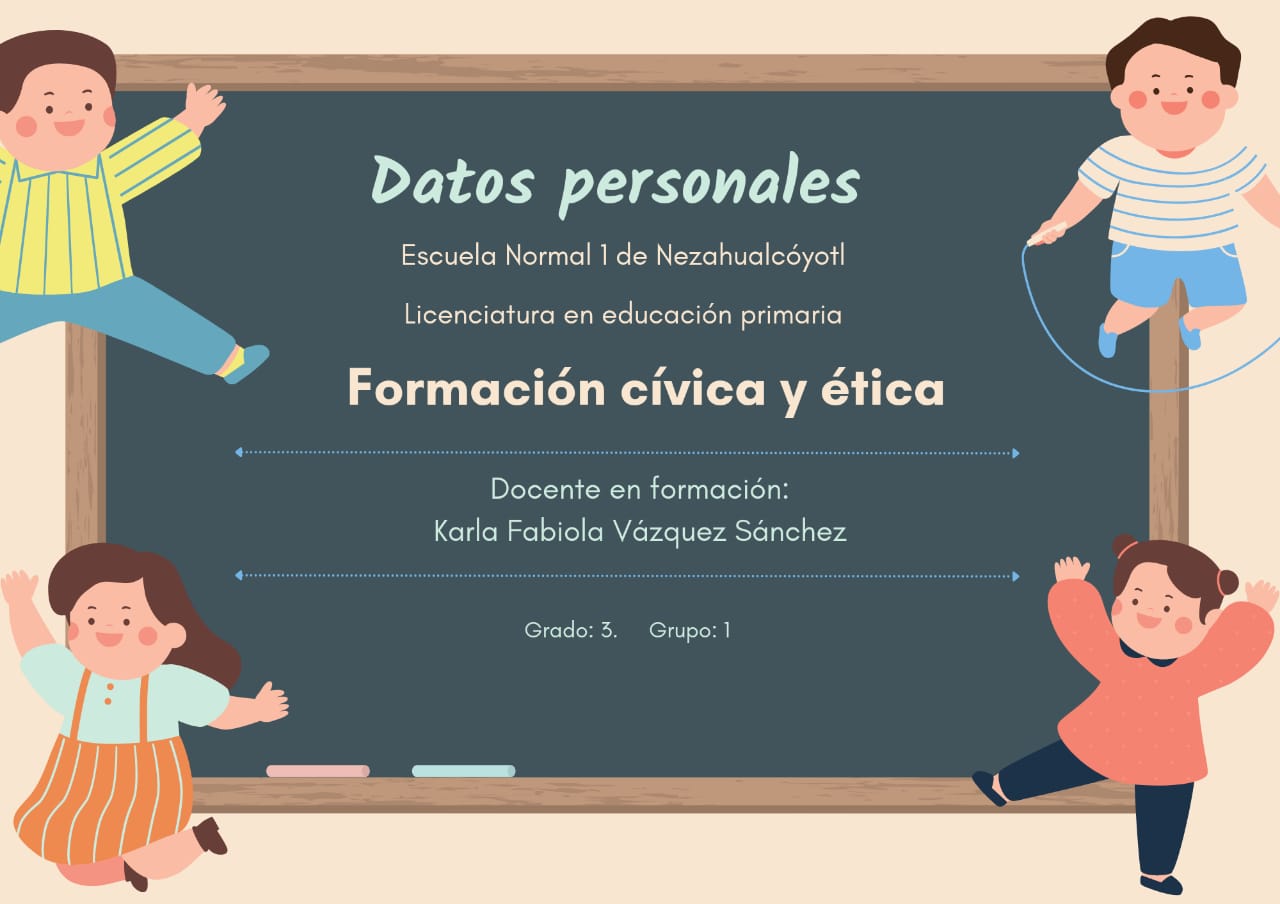 Datos personales
Escuela Normal 1 de Nezahualcóyotl
Licenciatura en educación primaria
Formación cívica y ética
Docente en formación:
Karla Fabiola Vázquez Sánchez
Grado: 3. Grupo: 1